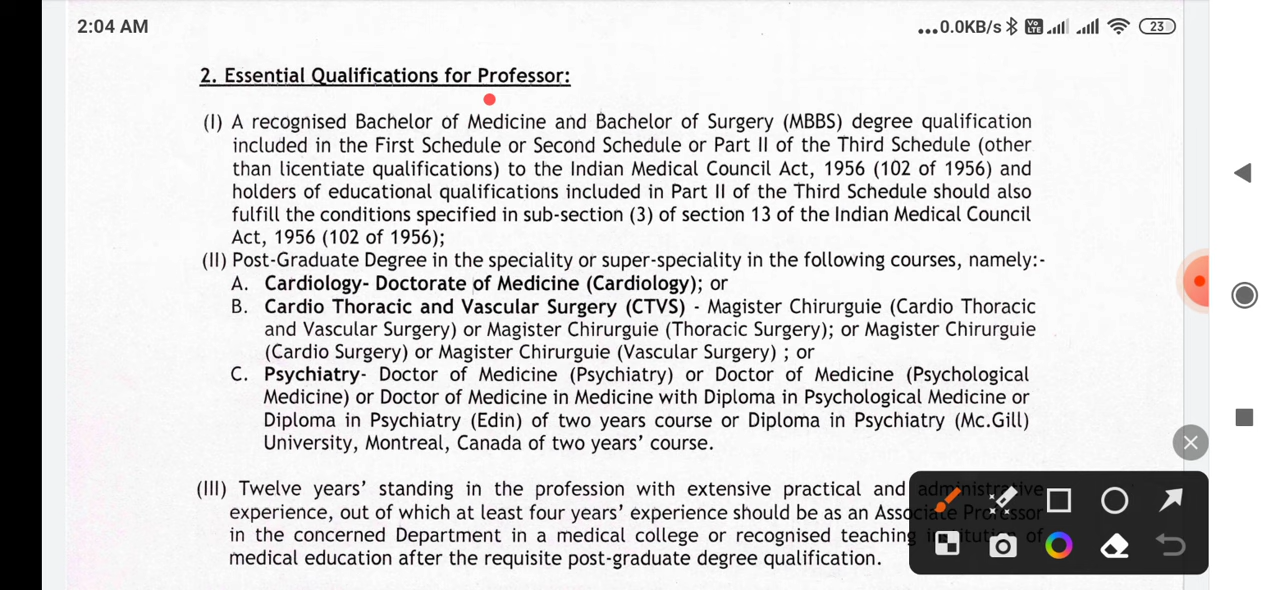 2:04 AM
...0.0KB/s Vo LTE 23
2. Essential Qualifications for Professor:
(I) A recognised Bachelor of Medicine and Bachelor of Surgery (MBBS) degree qualification
included in the First Schedule or Second Schedule or Part II of the Third Schedule (other
than licentiate qualifications) to the Indian Medical Council Act, 1956 (102 of 1956) and
holders of educational qualifications included in Part II of the Third Schedule should also
fulfill the conditions specified in sub-section (3) of section 13 of the Indian Medical Council
Act, 1956 (102 of 1956);
(II) Post-Graduate Degree in the speciality or super-speciality in the following courses, namely:-
A. Cardiology- Doctorate of Medicine (Cardiology); or
B. Cardio Thoracic and Vascular Surgery (CTVS) - Magister Chirurguie (Cardio Thoracic
and Vascular Surgery) or Magister Chirurguie (Thoracic Surgery); or Magister Chirurguie
(Cardio Surgery) or Magister Chirurguie (Vascular Surgery) ; or
C. Psychiatry- Doctor of Medicine (Psychiatry) or Doctor of Medicine (Psychological
Medicine) or Doctor of Medicine in Medicine with Diploma in Psychological Medicine or
Diploma in Psychiatry (Edin) of two years course or Diploma in Psychiatry (Mc.Gill)
University, Montreal, Canada of two years' course.
(III) Twelve years' standing in the profession with extensive practical and administrative
experience, out of which at least four years' experience should be as an Associate Professor
in the concerned Department in a medical college or recognised teaching institution of
medical education after the requisite post-graduate degree qualification.